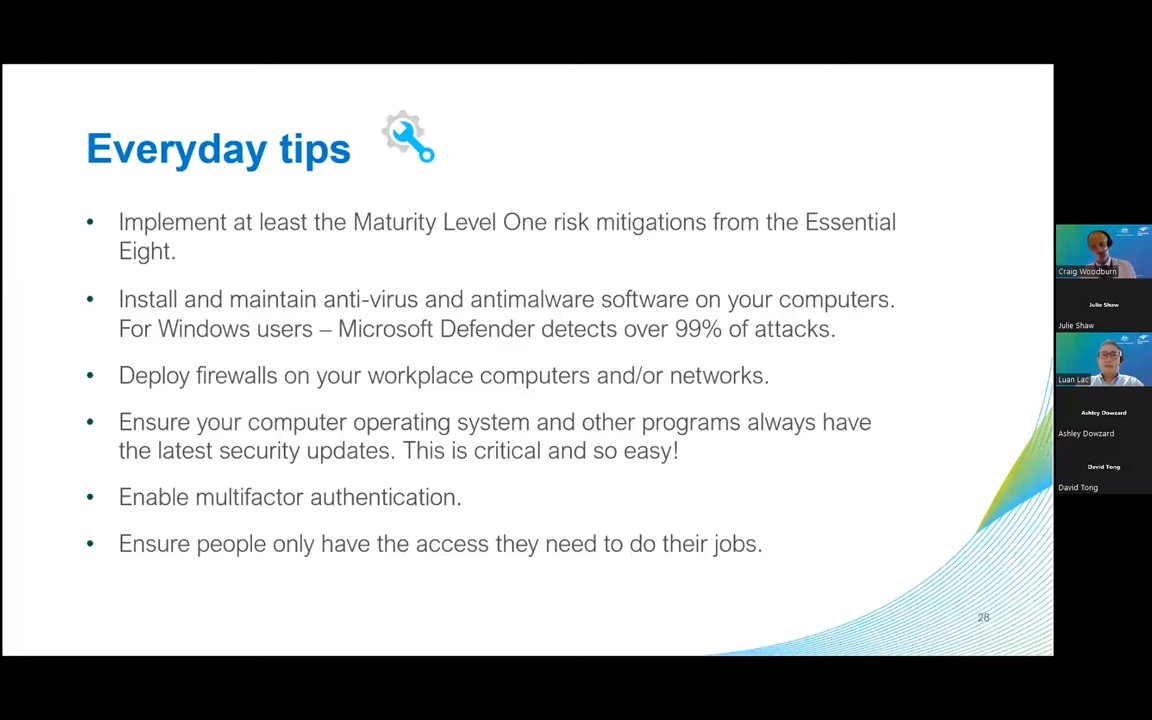 Everyday tips
• Implement at least the Maturity Level One risk mitigations from the Essential
Eight.
• Install and maintain anti-virus and antimalware software on your computers.
For Windows users – Microsoft Defender detects over 99% of attacks.
• Deploy firewalls on your workplace computers and/or networks.
• Ensure your computer operating system and other programs always have
the latest security updates. This is critical and so easy!
• Enable multifactor authentication.
• Ensure people only have the access they need to do their jobs.
28
Craig Woodburn
Julie Shaw
Julie Shaw
Luan Lac
Ashley Dowzard
Ashley Dowzard
David Tong
David Tong